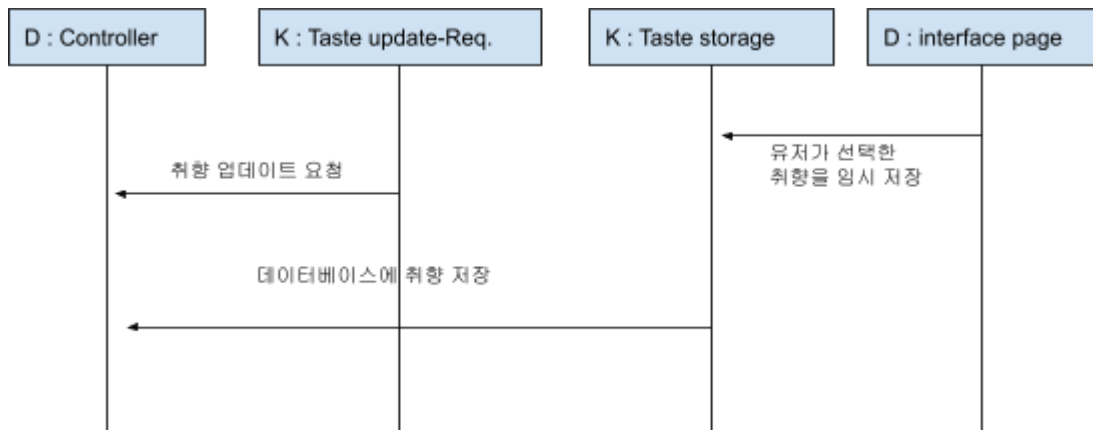 D : Controller
K : Taste update-Req.
K : Taste storage
D : interface page
유저가 선택한
취향을 임시 저장
취향 업데이트 요청
데이터베이스에 취향 저장